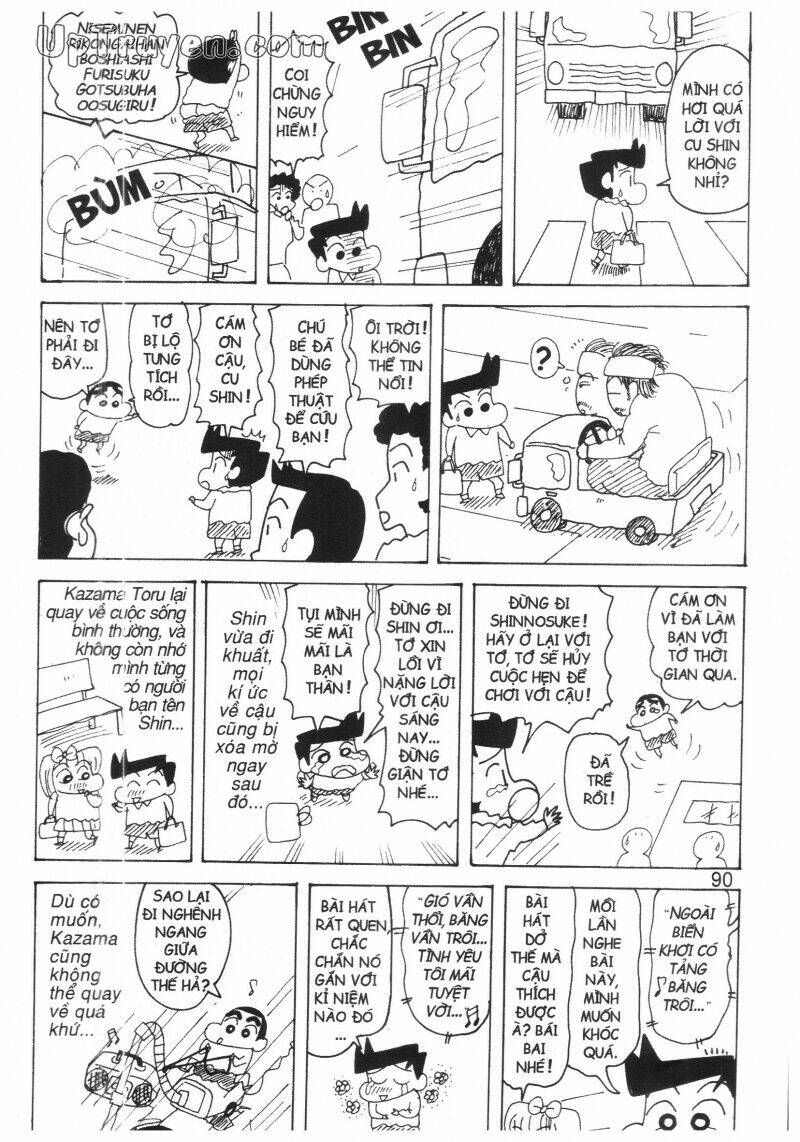 MÌNH CÓ
HƠI QUÁ
LỜI VỚI
CU SHIN
KHÔNG
NHỈ?
BIN
BIN
COI
CHỪNG
NGUY
HIỂM!
OOSUGIRU!
GOTSUBUHA
FURISUKU
BÙM
?
ÔI TRỜI!
KHÔNG
THỂ TIN
NỔI!
CHÚ
BÉ ĐÃ
DÙNG
PHÉP
THUẬT
ĐỂ CỨU
BẠN!
CÁM
ƠN
CẬU,
CU
SHIN!
TỚ
BỊ LỘ
TUNG
TÍCH
RỒI...
NÊN TỚ
PHẢI ĐI
ĐÂY...
CÁM ƠN
VÌ ĐÃ LÀM
BẠN VỚI
TỚ THỜI
GIAN QUA.
ĐỪNG ĐI
SHINNOSUKE!
HÃY Ở LẠI VỚI
TỚ, TỚ SẼ HỦY
CUỘC HẸN ĐỂ
CHƠI VỚI CẬU!
ĐÃ
TRỄ
RỒI!
ĐỪNG ĐI
SHIN ƠI...
TỚ XIN
LỖI VÌ
NẶNG LỜI
VỚI CẬU
SÁNG
NAY...
ĐỪNG
GIẬN TỚ
NHÉ...
TỤI MÌNH
SẼ MÃI
MÃI LÀ
BẠN
THÂN!
Shin
vừa đi
khuất,
mọi
kí ức
về cậu
cũng bị
xóa mờ
ngay
sau
đó...
Kazama Toru lại
quay về cuộc sống
bình thường, và
không còn nhớ
mình từng
có người
bạn tên
Shin...
90
"NGOÀI
BIỂN
KHƠI CÓ
TẢNG
BĂNG
TRÔI..."
MỖI
LẦN
NGHE
BÀI
NÀY,
MÌNH
MUỐN
KHÓC
QUÁ.
BÀI
HÁT
DỞ
THẾ MÀ
CẬU
THÍCH
ĐƯỢC
À? BÁI
BAI
NHÉ!
"GIÓ VẪN
THỔI, BĂNG
VẪN TRÔI...
TÌNH YÊU
TÔI MÃI
TUYỆT
VỜI..."
BÀI HÁT
RẤT QUEN,
CHẮC
CHẮN NÓ
GẮN VỚI
KỈ NIỆM
NÀO ĐÓ
...
SAO LẠI
ĐI NGHÊNH
NGANG
GIỮA
ĐƯỜNG
THẾ HẢ?
Dù có
muốn,
Kazama
cũng
không
thể quay
về quá
khứ...